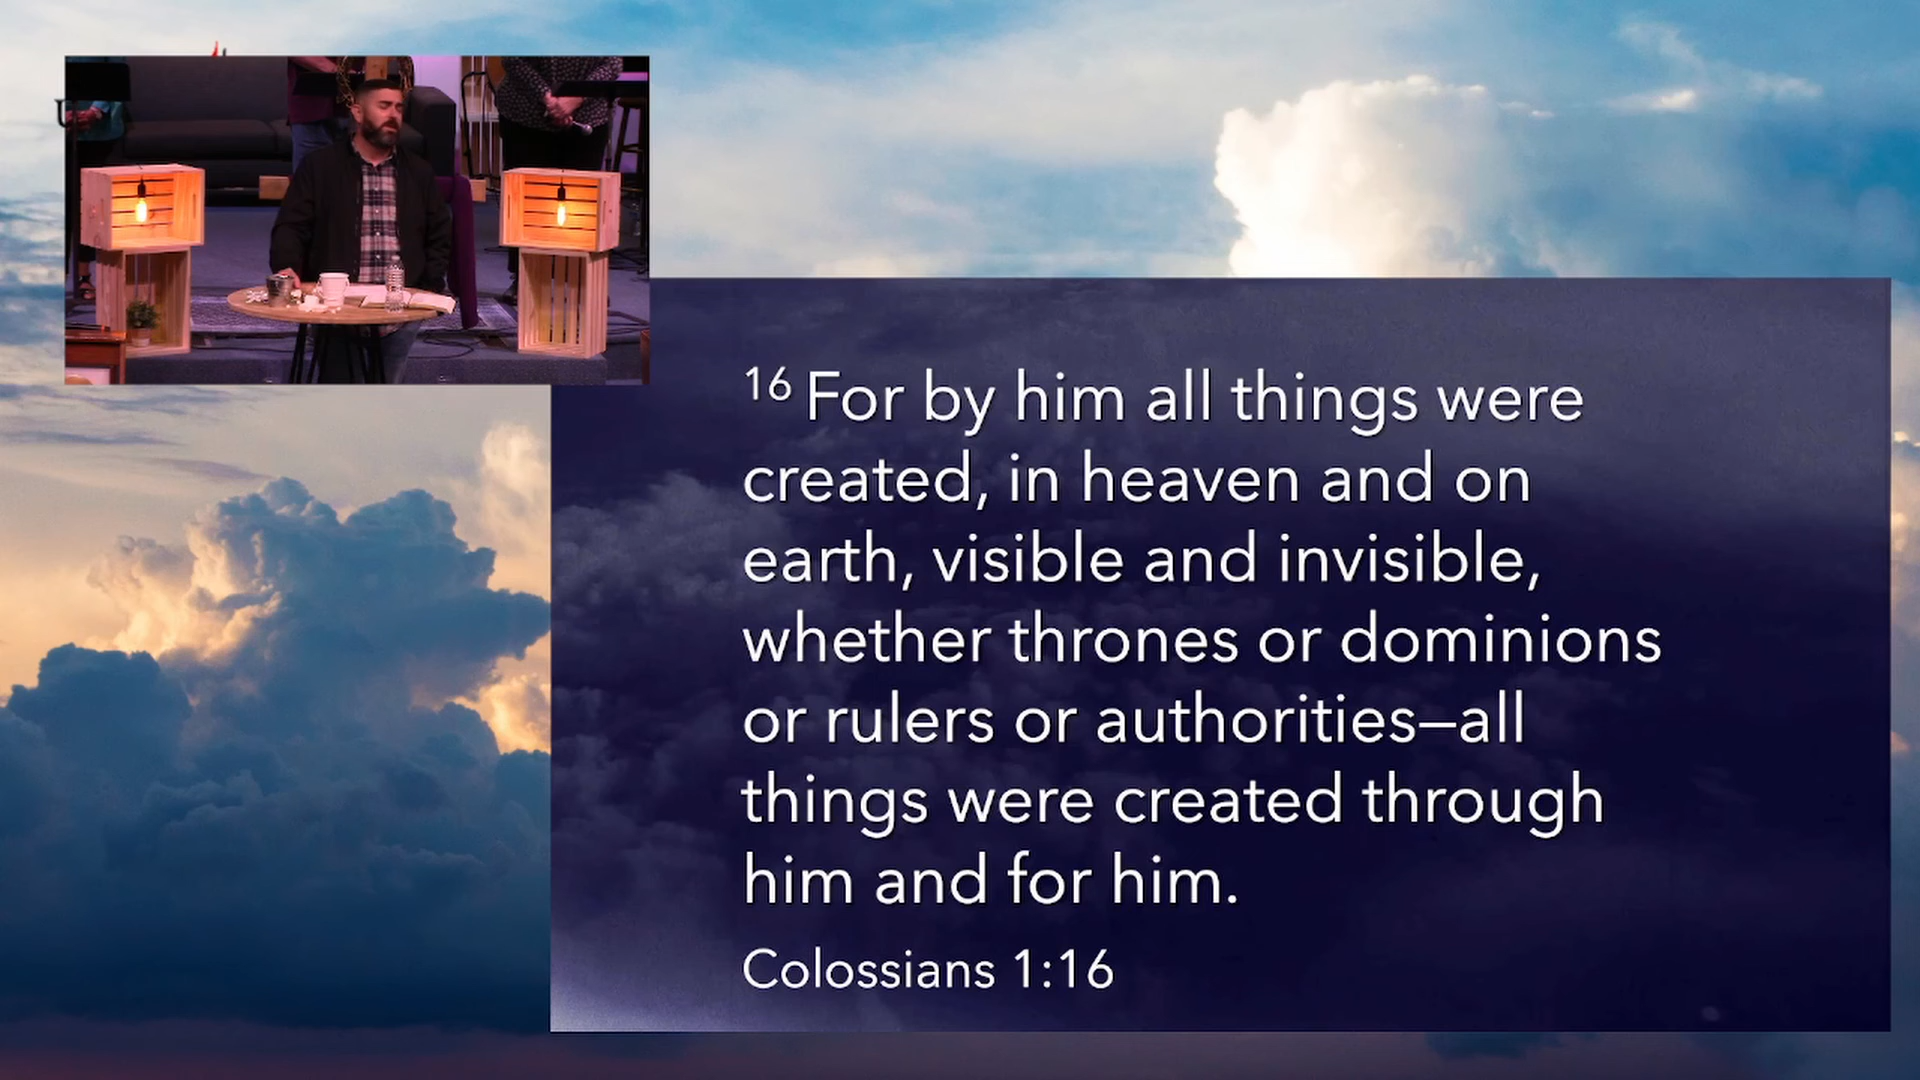 16 For by him all things were
created, in heaven and on
earth, visible and invisible,
whether thrones or dominions
or rulers or authorities—all
things were created through
him and for him.
Colossians 1:16